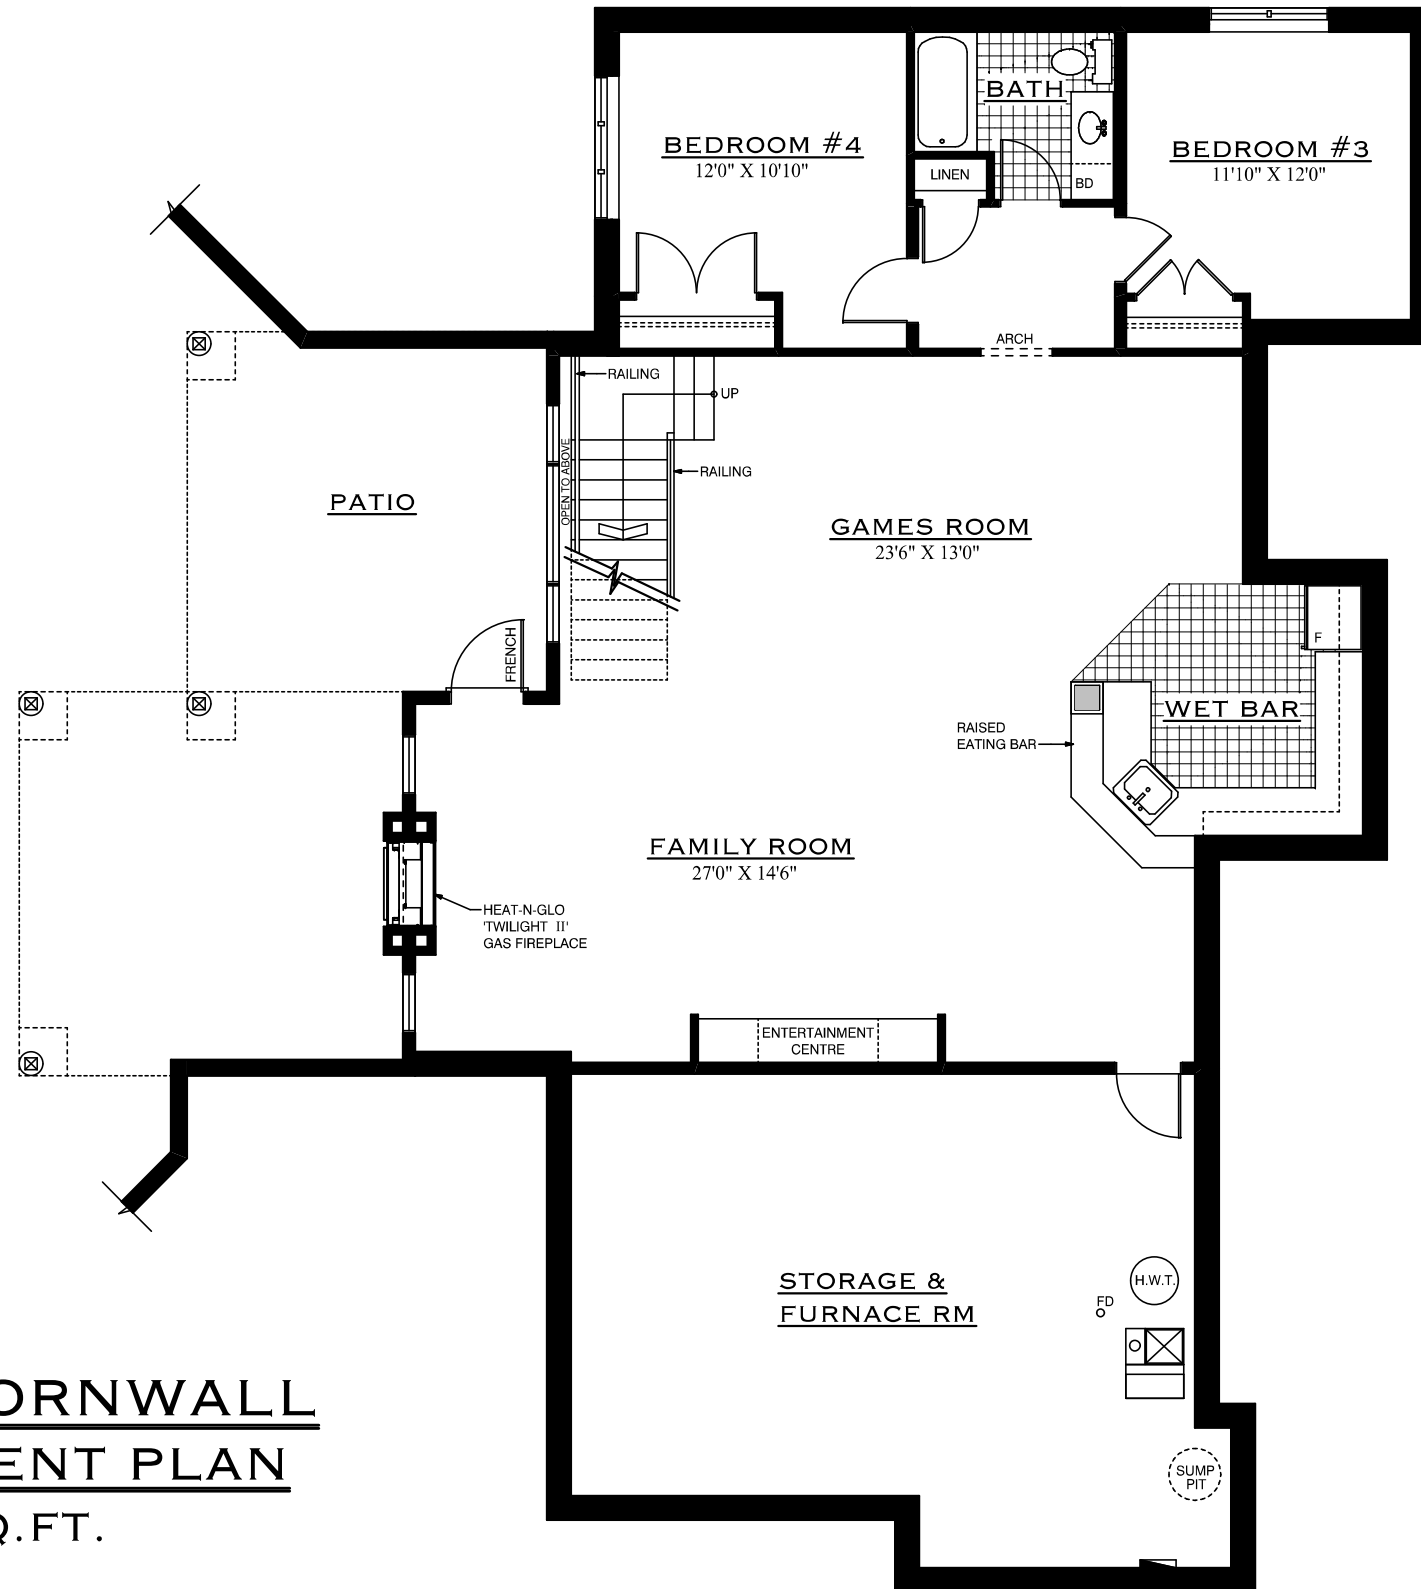 BEDROOM #4
12'0" X 10'10"
BATH
LINEN
BD
BEDROOM #3
11'10" X 12'0"
ARCH
RAILING
UP
RAILING
OPEN TO ABOVE
PATIO
FRENCH
GAMES ROOM
23'6" X 13'0"
F
WET BAR
RAISED
EATING BAR
FAMILY ROOM
27'0" X 14'6"
HEAT-N-GLO
'TWILIGHT II'
GAS FIREPLACE
ENTERTAINMENT
CENTRE
STORAGE &
FURNACE RM
H.W.T.
FD
SUMP
PIT
ORNWALL
ENT PLAN
Q.FT.